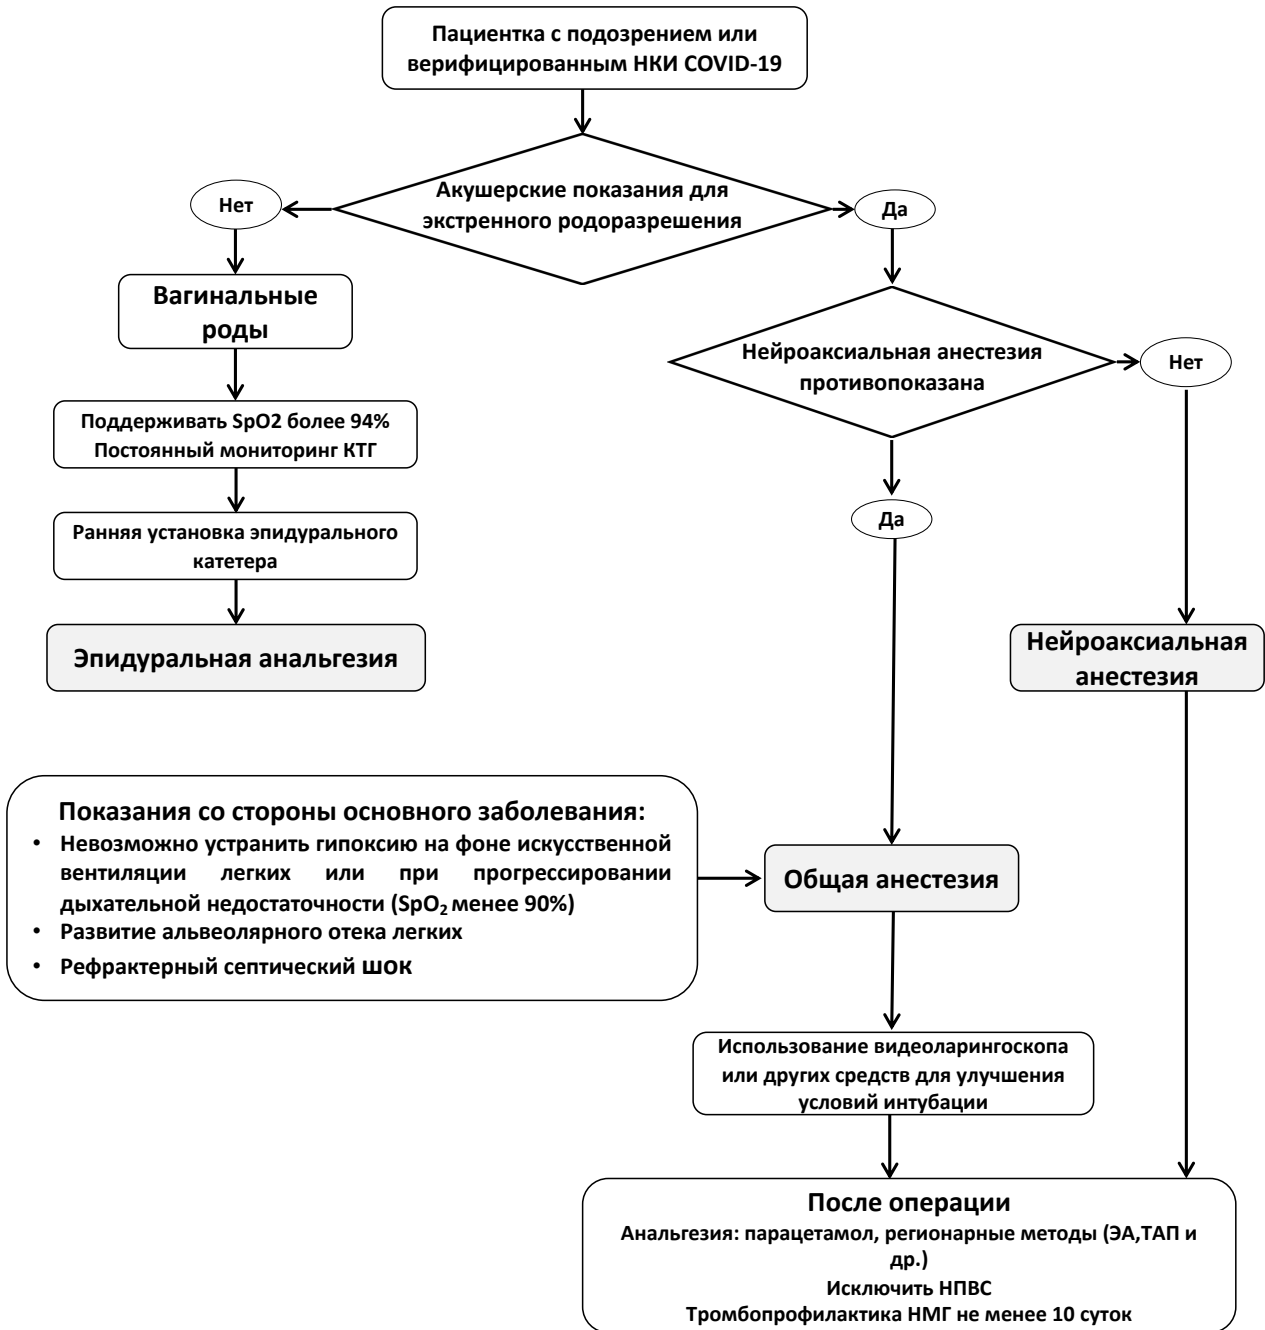 Пациентка с подозрением или
верифицированным НКИ COVID-19
Акушерские показания для
экстренного родоразрешения
Нет
Да
Вагинальные
роды
Нейроаксиальная анестезия
противопоказана
Нет
Поддерживать SpO2 более 94%
Постоянный мониторинг КТГ
Да
Ранняя установка эпидурального
катетера
Эпидуральная анальгезия
Нейроаксиальная
анестезия
Показания со стороны основного заболевания:
• Невозможно устранить гипоксию на фоне искусственной
вентиляции легких или при прогрессировании
дыхательной недостаточности (SpO₂ менее 90%)
• Развитие альвеолярного отека легких
• Рефрактерный септический шок
Общая анестезия
Использование видеоларингоскопа
или других средств для улучшения
условий интубации
После операции
Анальгезия: парацетамол, регионарные методы (ЭА,ТАП и
др.)
Исключить НПВС
Тромбопрофилактика НМГ не менее 10 суток